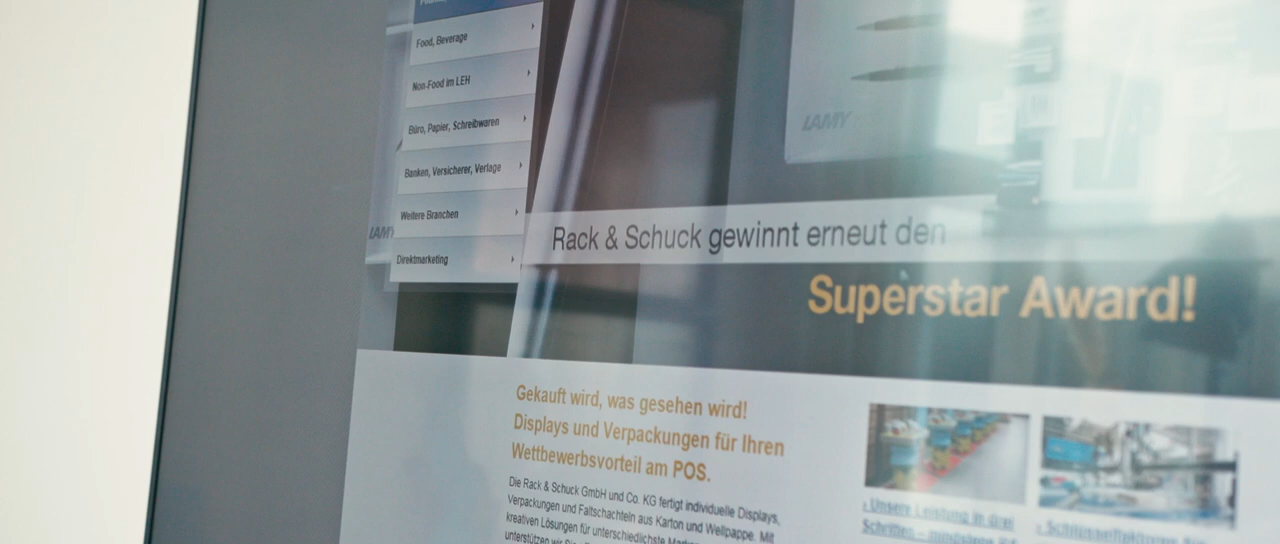 Food, Beverage
Non-Food im LEH
Büro, Papier, Schreibwaren
Banken, Versicherer, Verlage
Weitere Branchen
Direktmarketing
LAMY
LAMY
Rack & Schuck gewinnt erneut den
Superstar Award!
Gekauft wird, was gesehen wird!
Displays und Verpackungen für Ihren
Wettbewerbsvorteil am POS.
Die Rack & Schuck GmbH und Co. KG fertigt individuelle Displays,
Verpackungen und Faltschachteln aus Karton und Wellpappe. Mit
kreativen Lösungen für unterschiedlichste
unterstützen wir
› Unsere Leistung in drei
Schritten